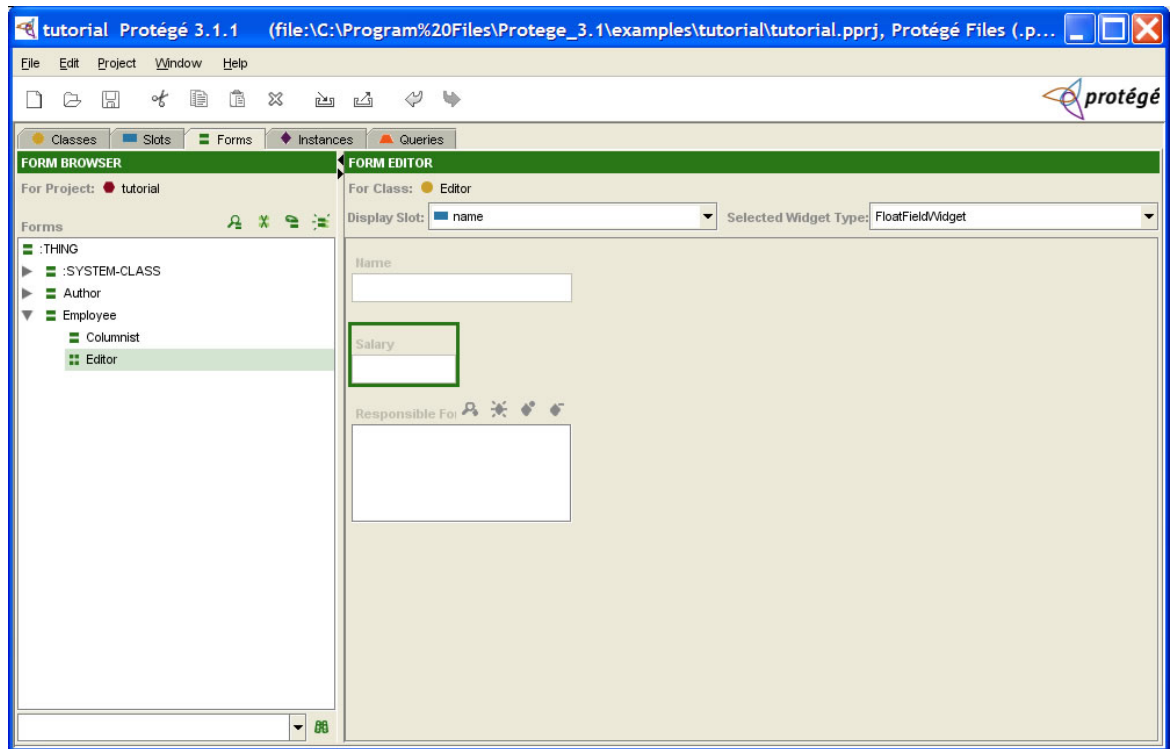 tutorial Protégé 3.1.1 (file:\C:\Program%20Files\Protege_3.1\examples\tutorial\tutorial.pprj, Protégé Files (.p...
File Edit Project Window Help
protégé
Classes Slots Forms Instances Queries
FORM BROWSER
For Project: tutorial
Forms
:THING
:SYSTEM-CLASS
Author
Employee
Columnist
Editor
FORM EDITOR
For Class: Editor
Display Slot: name Selected Widget Type: FloatFieldWidget
Name
Salary
Responsible For